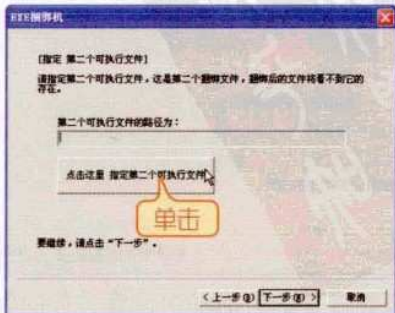 EXE捆绑机
[指定 第二个可执行文件]
请指定第二个可执行文件，这是第二个捆绑文件，捆绑后的文件将看不到它的
存在。
第二个可执行文件的路径为：
点击这里 指定第二个可执行文件
单击
要继续，请点击“下一步”。
<上一步(B) 下一步(N)> 取消